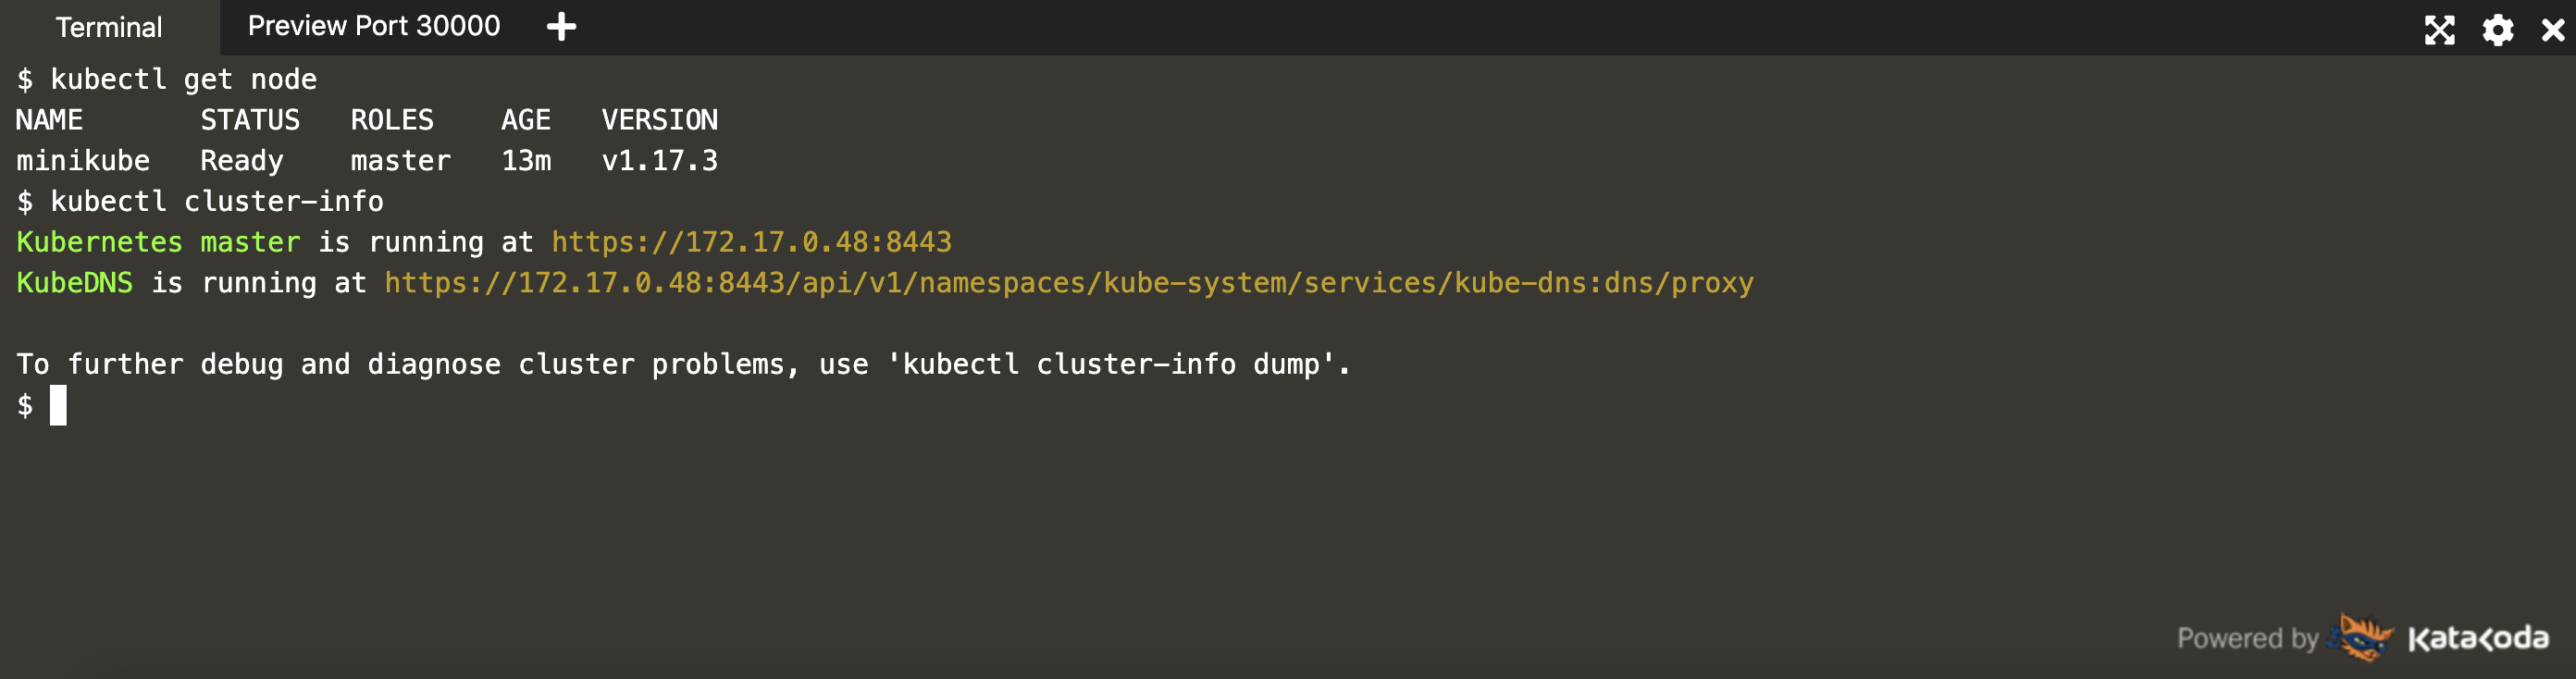 Terminal Preview Port 30000 +
$ kubectl get node
NAME STATUS ROLES AGE VERSION
minikube Ready master 13m v1.17.3
$ kubectl cluster-info
Kubernetes master is running at https://172.17.0.48:8443
KubeDNS is running at https://172.17.0.48:8443/api/v1/namespaces/kube-system/services/kube-dns:dns/proxy
To further debug and diagnose cluster problems, use 'kubectl cluster-info dump'.
$
Powered by Katakoda